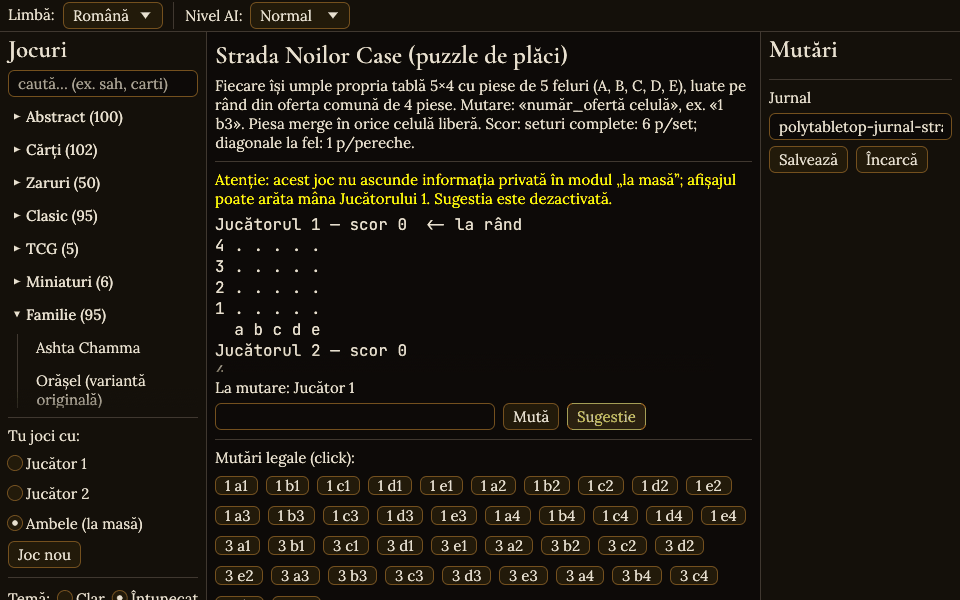 Limbă: Română ▼ Nivel AI: Normal ▼
Jocuri
caută... (ex. sah, carti)
▸ Abstract (100)
▸ Cărți (102)
▸ Zaruri (50)
▸ Clasic (95)
▸ TCG (5)
▸ Miniaturi (6)
▾ Familie (95)
Ashta Chamma
Orășel (variantă
originală)
Tu joci cu:
Jucător 1
Jucător 2
Ambele (la masă)
Joc nou
Temă: Clar Întunecat
Strada Noilor Case (puzzle de plăci)
Fiecare își umple propria tablă 5×4 cu piese de 5 feluri (A, B, C, D, E), luate pe
rând din oferta comună de 4 piese. Mutare: «număr_ofertă celulă», ex. «1
b3». Piesa merge în orice celulă liberă. Scor: seturi complete: 6 p/set;
diagonale la fel: 1 p/pereche.
Atenție: acest joc nu ascunde informația privată în modul „la masă”; afișajul
poate arăta mâna Jucătorului 1. Sugestia este dezactivată.
Jucătorul 1 — scor 0 ← la rând
4 . . . . .
3 . . . . .
2 . . . . .
1 . . . . .
a b c d e
Jucătorul 2 — scor 0
La mutare: Jucător 1
Mută Sugestie
Mutări legale (click):
1 a1 1 b1 1 c1 1 d1 1 e1 1 a2 1 b2 1 c2 1 d2 1 e2
1 a3 1 b3 1 c3 1 d3 1 e3 1 a4 1 b4 1 c4 1 d4 1 e4
3 a1 3 b1 3 c1 3 d1 3 e1 3 a2 3 b2 3 c2 3 d2
3 e2 3 a3 3 b3 3 c3 3 d3 3 e3 3 a4 3 b4 3 c4
Mutări
Jurnal
polytabletop-jurnal-stra
Salvează Încarcă